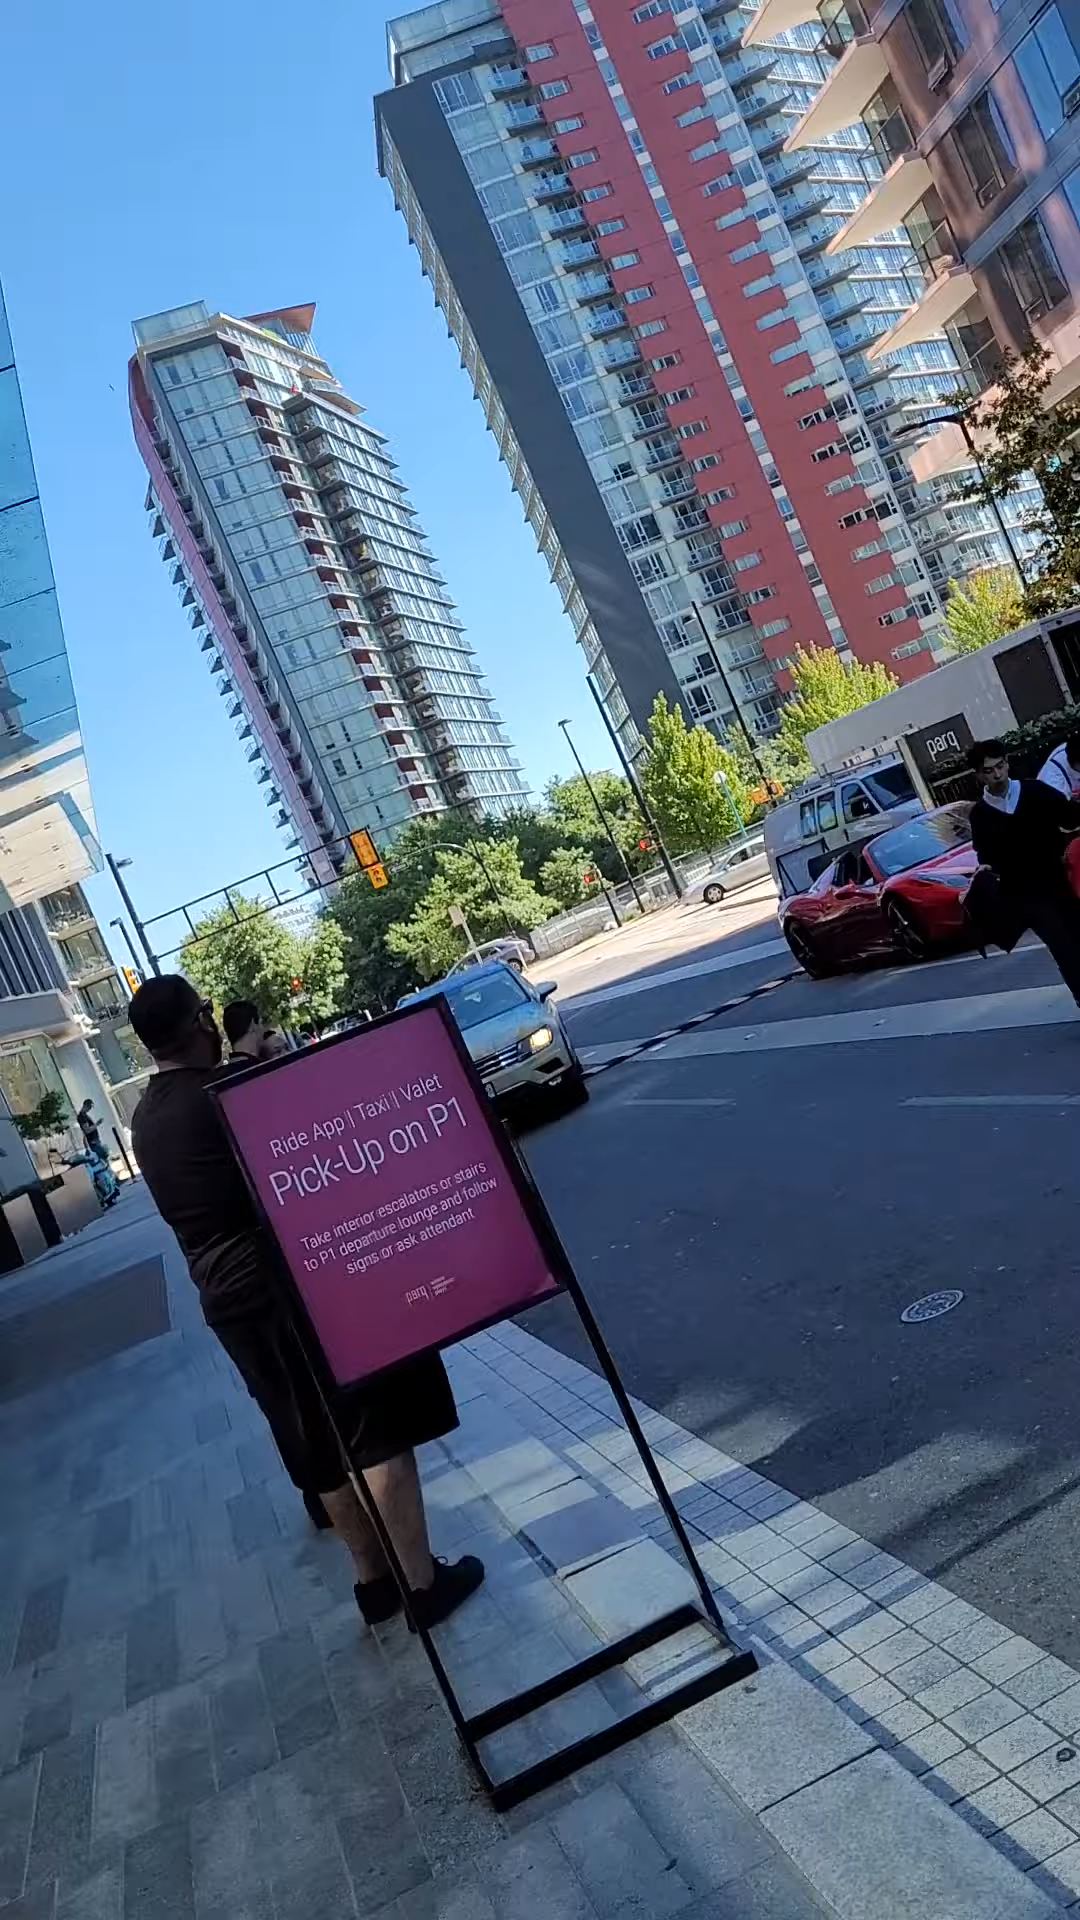 parq
Ride App | Taxi | Valet
Pick-Up on P1
Take interior escalators or stairs
to P1 departure lounge and follow
signs or ask attendant
parq